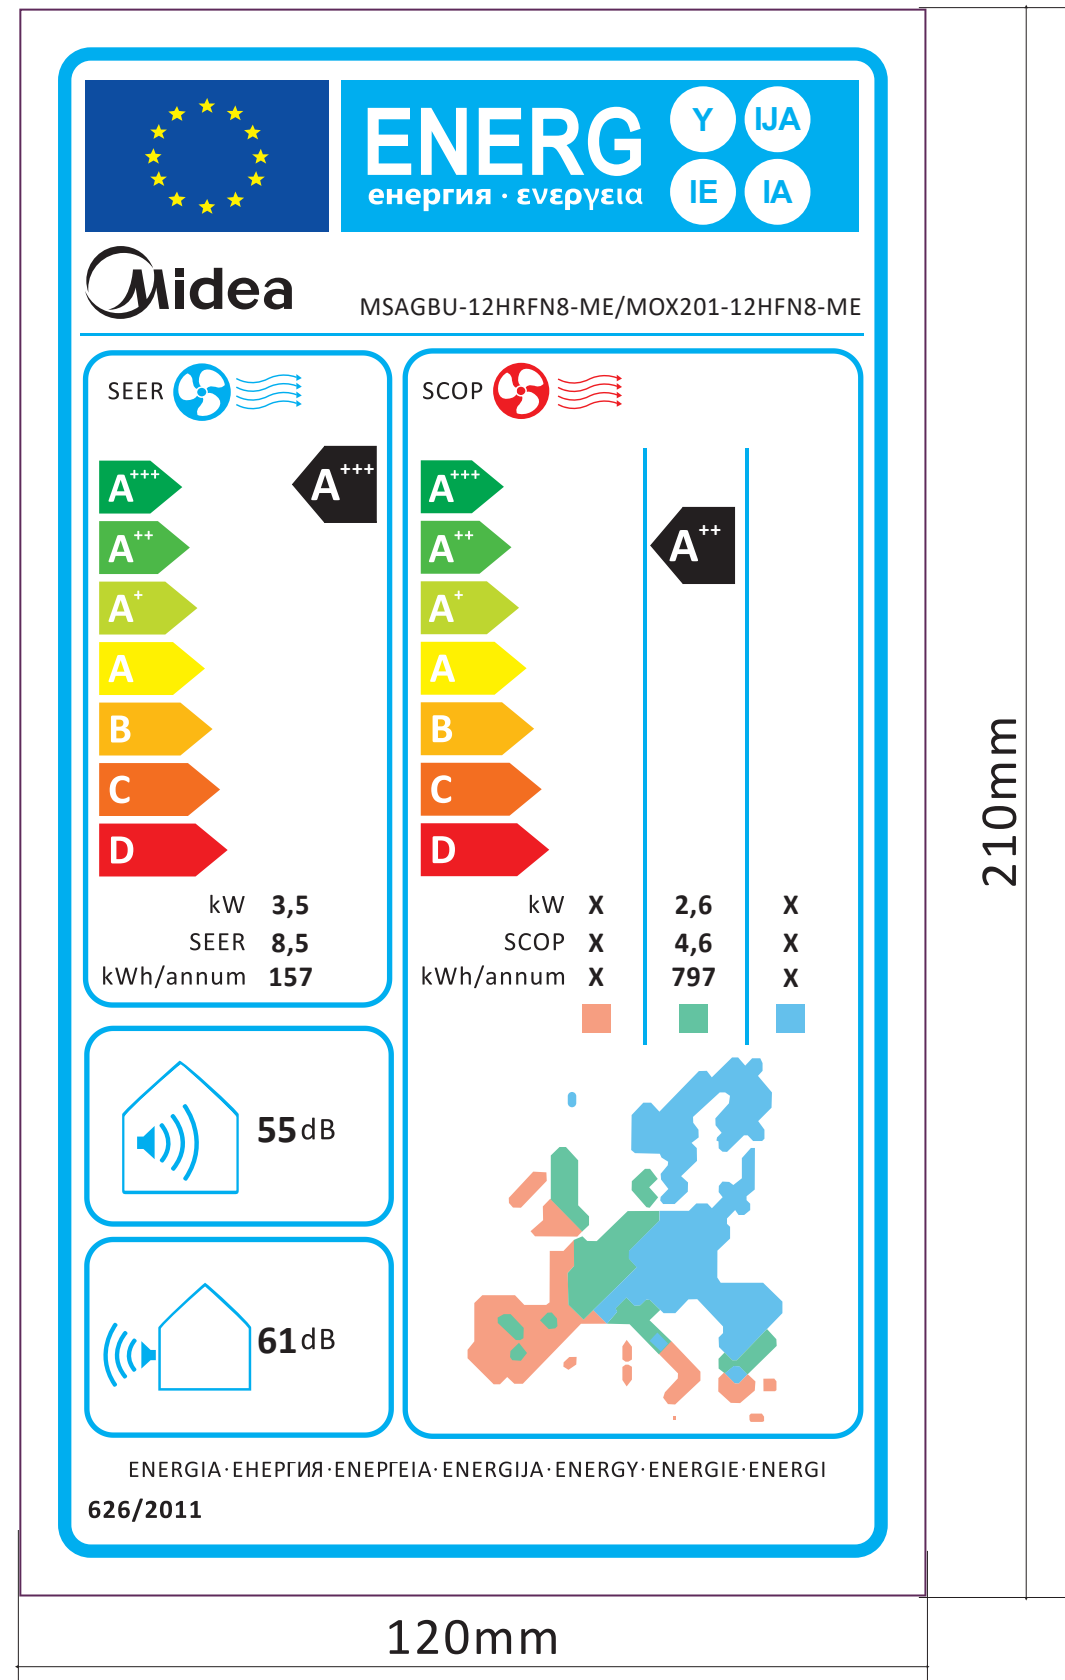 ENERG
енергия · ενεργεια
Y IJA
IE IA
Midea
MSAGBU-12HRFN8-ME/MOX201-12HFN8-ME
SEER
A+++
A+++
A++
A+
A
B
C
D
kW 3,5
SEER 8,5
kWh/annum 157
SCOP
A+++
A++
A++
A+
A
B
C
D
kW X 2,6 X
SCOP X 4,6 X
kWh/annum X 797 X
55dB
61dB
ENERGIA·ЕНЕРГИЯ·ΕΝΕΡΓΕΙΑ·ENERGIJA·ENERGY·ENERGIE·ENERGI
626/2011
210mm
120mm